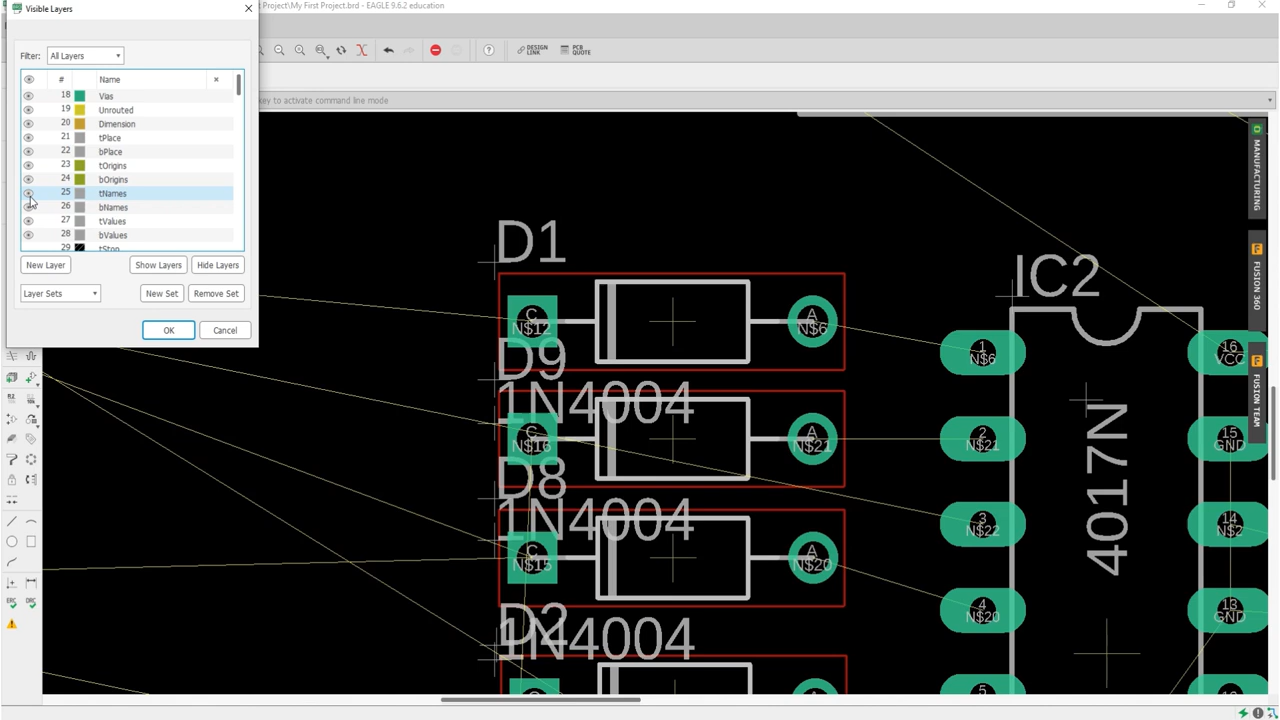 Visible Layers
t Project\My First Project.brd - EAGLE 9.6.2 education
Filter: All Layers
DESIGN LINK
PCB QUOTE
# Name
key to activate command line mode
18 Vias
19 Unrouted
20 Dimension
21 tPlace
22 bPlace
23 tOrigins
24 bOrigins
25 tNames
26 bNames
27 tValues
28 bValues
29 tStop
New Layer Show Layers Hide Layers
Layer Sets New Set Remove Set
OK Cancel
MANUFACTURING
FUSION 360
FUSION TEAM
D1
C
N$12
A
N$6
D9
1N4004
C
N$16
A
N$21
D8
1N4004
C
N$15
A
N$20
D2
1N4004
IC2
4017N
1
N$6
2
N$21
3
N$22
4
N$20
5
16
VCC
15
GND
14
N$2
13
GND
ERC DRC